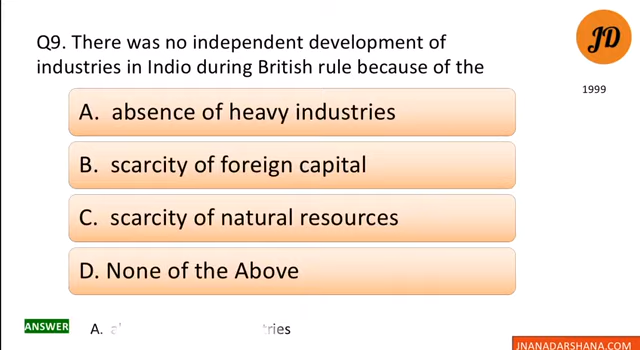 JD
Q9. There was no independent development of
industries in Indio during British rule because of the
1999
A. absence of heavy industries
B. scarcity of foreign capital
C. scarcity of natural resources
D. None of the Above
ANSWER
A.
JNANADARSHANA.COM